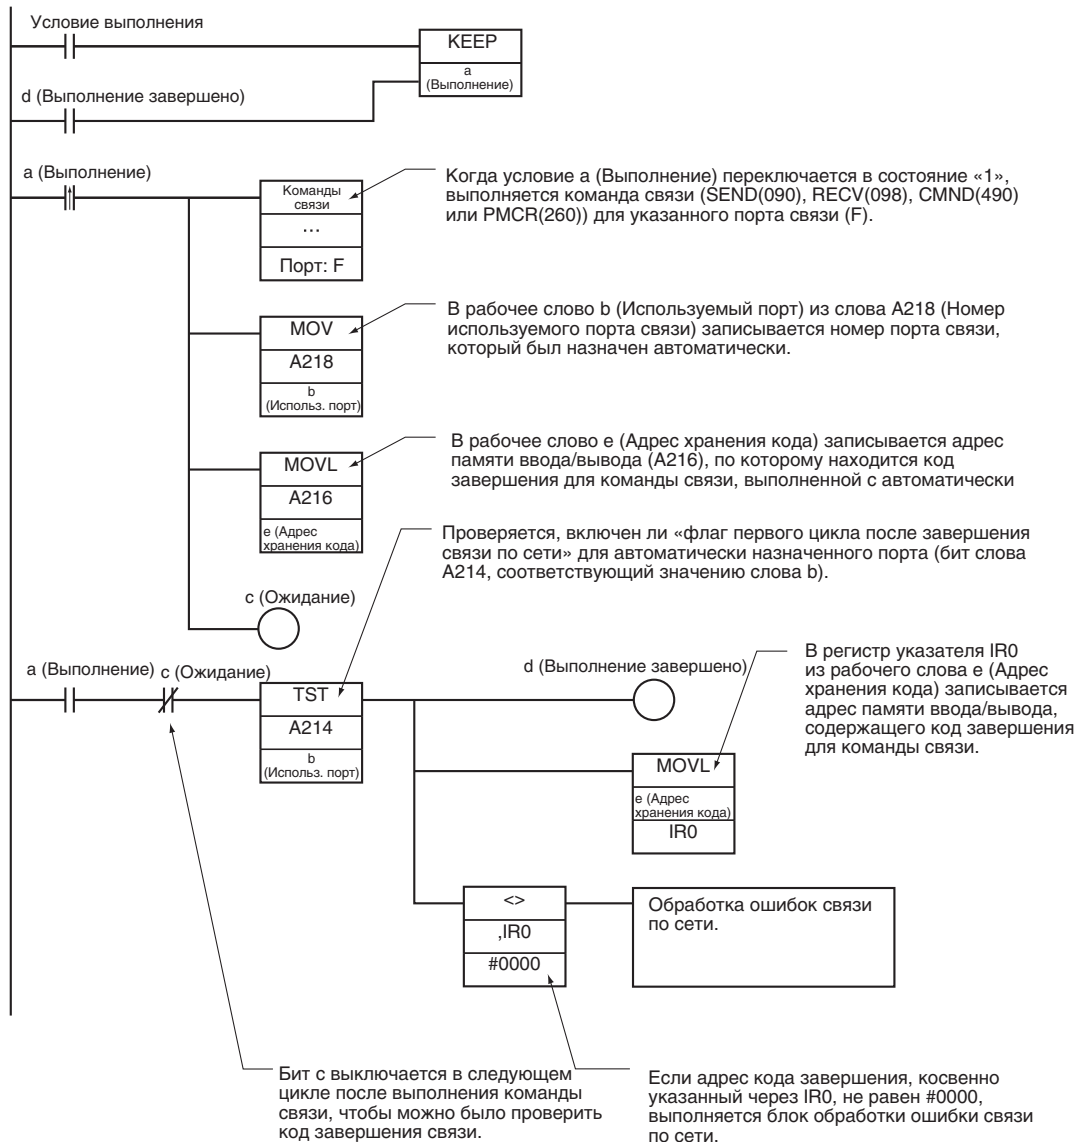 Условие выполнения
KEEP
a
(Выполнение)
d (Выполнение завершено)
a (Выполнение)
Команды
связи
...
Порт: F
Когда условие a (Выполнение) переключается в состояние «1»,
выполняется команда связи (SEND(090), RECV(098), CMND(490)
или PMCR(260)) для указанного порта связи (F).
MOV
A218
b
(Использ. порт)
В рабочее слово b (Используемый порт) из слова A218 (Номер
используемого порта связи) записывается номер порта связи,
который был назначен автоматически.
MOVL
A216
e (Адрес
хранения кода)
В рабочее слово e (Адрес хранения кода) записывается адрес
памяти ввода/вывода (A216), по которому находится код
завершения для команды связи, выполненной с автоматически
Проверяется, включен ли «флаг первого цикла после завершения
связи по сети» для автоматически назначенного порта (бит слова
A214, соответствующий значению слова b).
c (Ожидание)
a (Выполнение)
c (Ожидание)
TST
A214
b
(Использ. порт)
d (Выполнение завершено)
В регистр указателя IR0
из рабочего слова e (Адрес
хранения кода) записывается
адрес памяти ввода/вывода,
содержащего код завершения
для команды связи.
MOVL
e (Адрес
хранения кода)
IR0
<>
,IR0
#0000
Обработка ошибок связи
по сети.
Бит c выключается в следующем
цикле после выполнения команды
связи, чтобы можно было проверить
код завершения связи.
Если адрес кода завершения, косвенно
указанный через IR0, не равен #0000,
выполняется блок обработки ошибки связи
по сети.